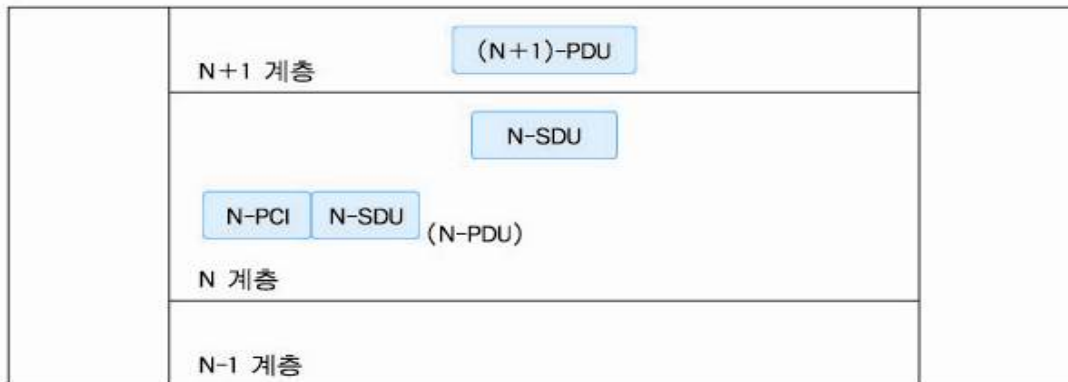 (N+1)-PDU
N+1 계층
N-SDU
N-PCI N-SDU (N-PDU)
N 계층
N-1 계층